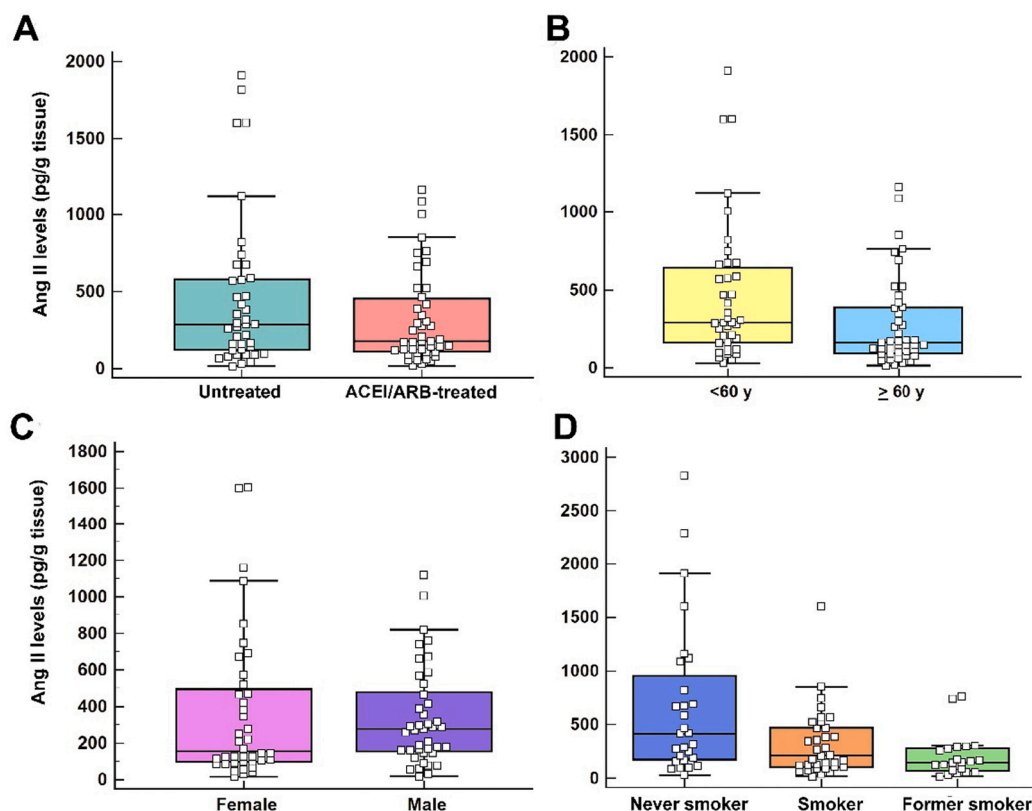 A
Ang II levels (pg/g tissue)
2000
1500
1000
500
0
Untreated
ACEI/ARB-treated
B
2000
1500
1000
500
0
<60 y
≥ 60 y
C
Ang II levels (pg/g tissue)
1800
1600
1400
1200
1000
800
600
400
200
0
Female
Male
D
3000
2500
2000
1500
1000
500
0
Never smoker
Smoker
Former smoker